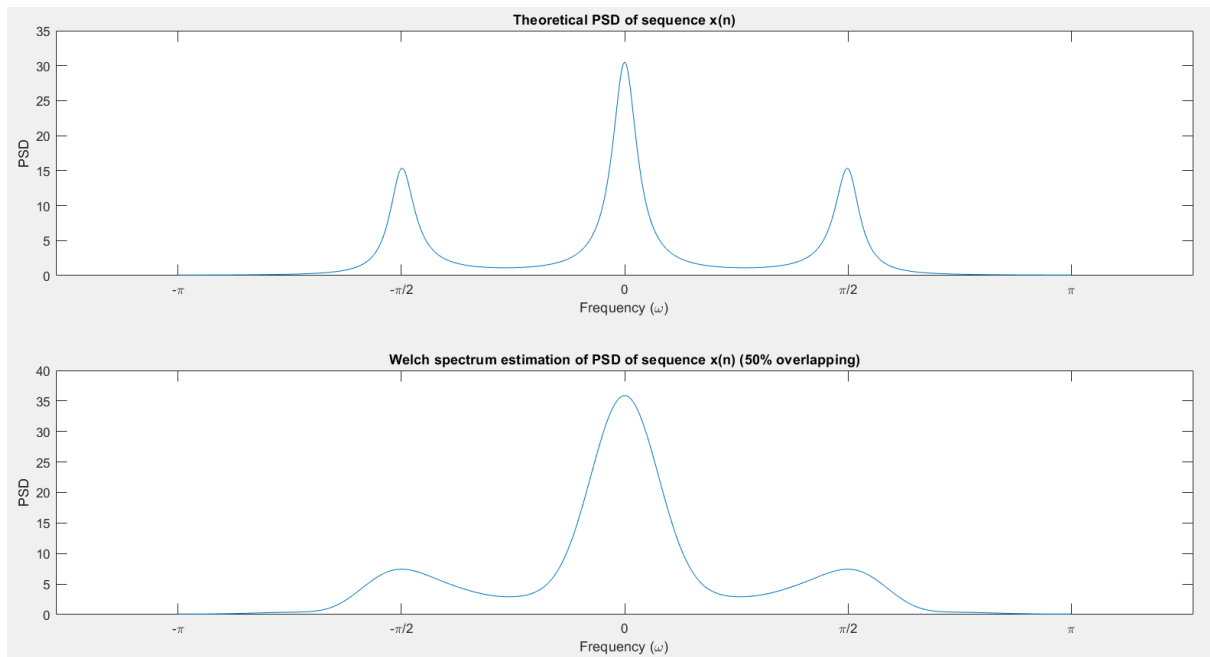 Theoretical PSD of sequence x(n)
35
30
25
20
15
10
5
0
PSD
-π
-π/2
0
π/2
π
Frequency (ω)
Welch spectrum estimation of PSD of sequence x(n) (50% overlapping)
40
35
30
25
20
15
10
5
0
PSD
-π
-π/2
0
π/2
π
Frequency (ω)